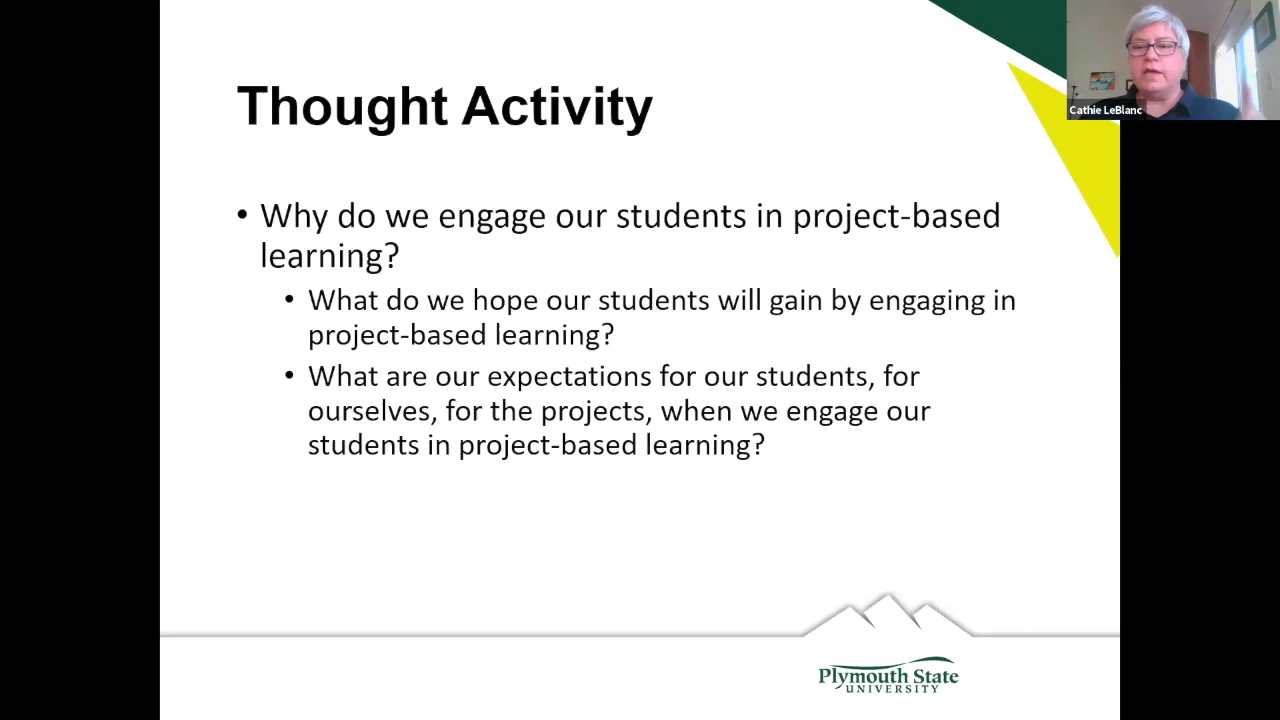 Thought Activity
Cathie LeBlanc
• Why do we engage our students in project-based
learning?
• What do we hope our students will gain by engaging in
project-based learning?
• What are our expectations for our students, for
ourselves, for the projects, when we engage our
students in project-based learning?
Plymouth State
UNIVERSITY